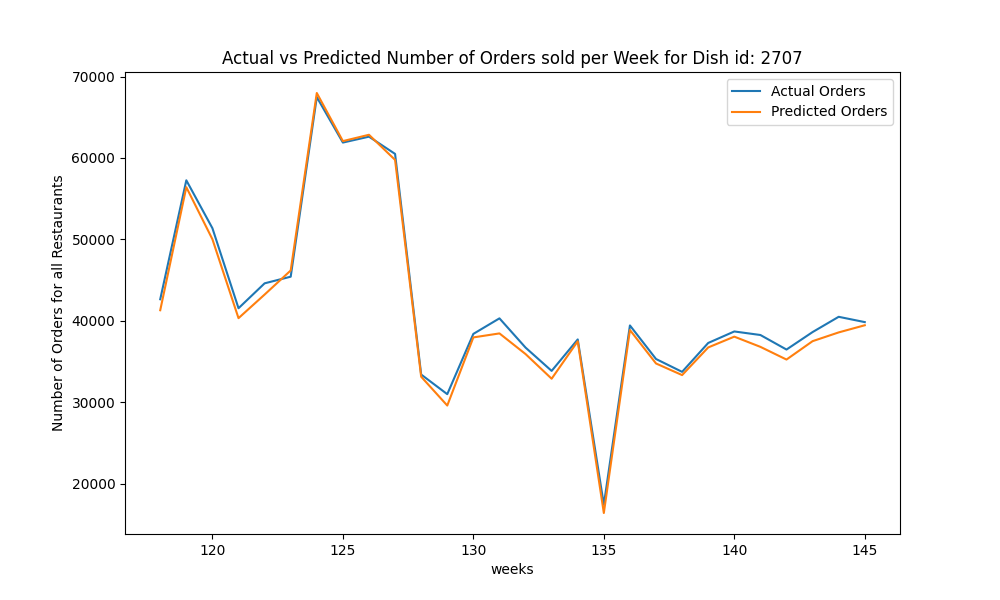 Actual vs Predicted Number of Orders sold per Week for Dish id: 2707
Actual Orders
Predicted Orders
Number of Orders for all Restaurants
70000
60000
50000
40000
30000
20000
120 125 130 135 140 145
weeks